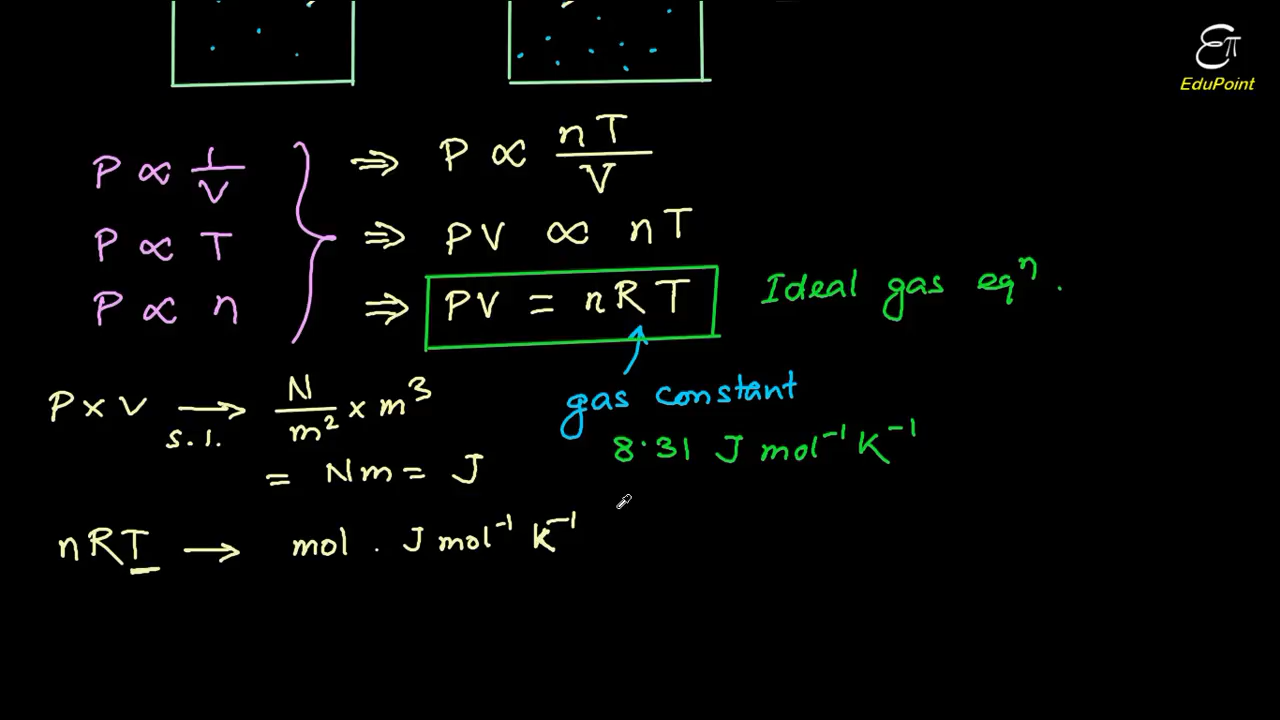 επ
EduPoint
P ∝ 1/V ⇒ P ∝ nT/V
P ∝ T ⇒ PV ∝ nT
P ∝ n ⇒ PV = nRT Ideal gas eqⁿ.
gas constant
8.31 J mol⁻¹ K⁻¹
P × V → N/m² × m³
S.I.
= Nm = J
nRT → mol . J mol⁻¹ K⁻¹